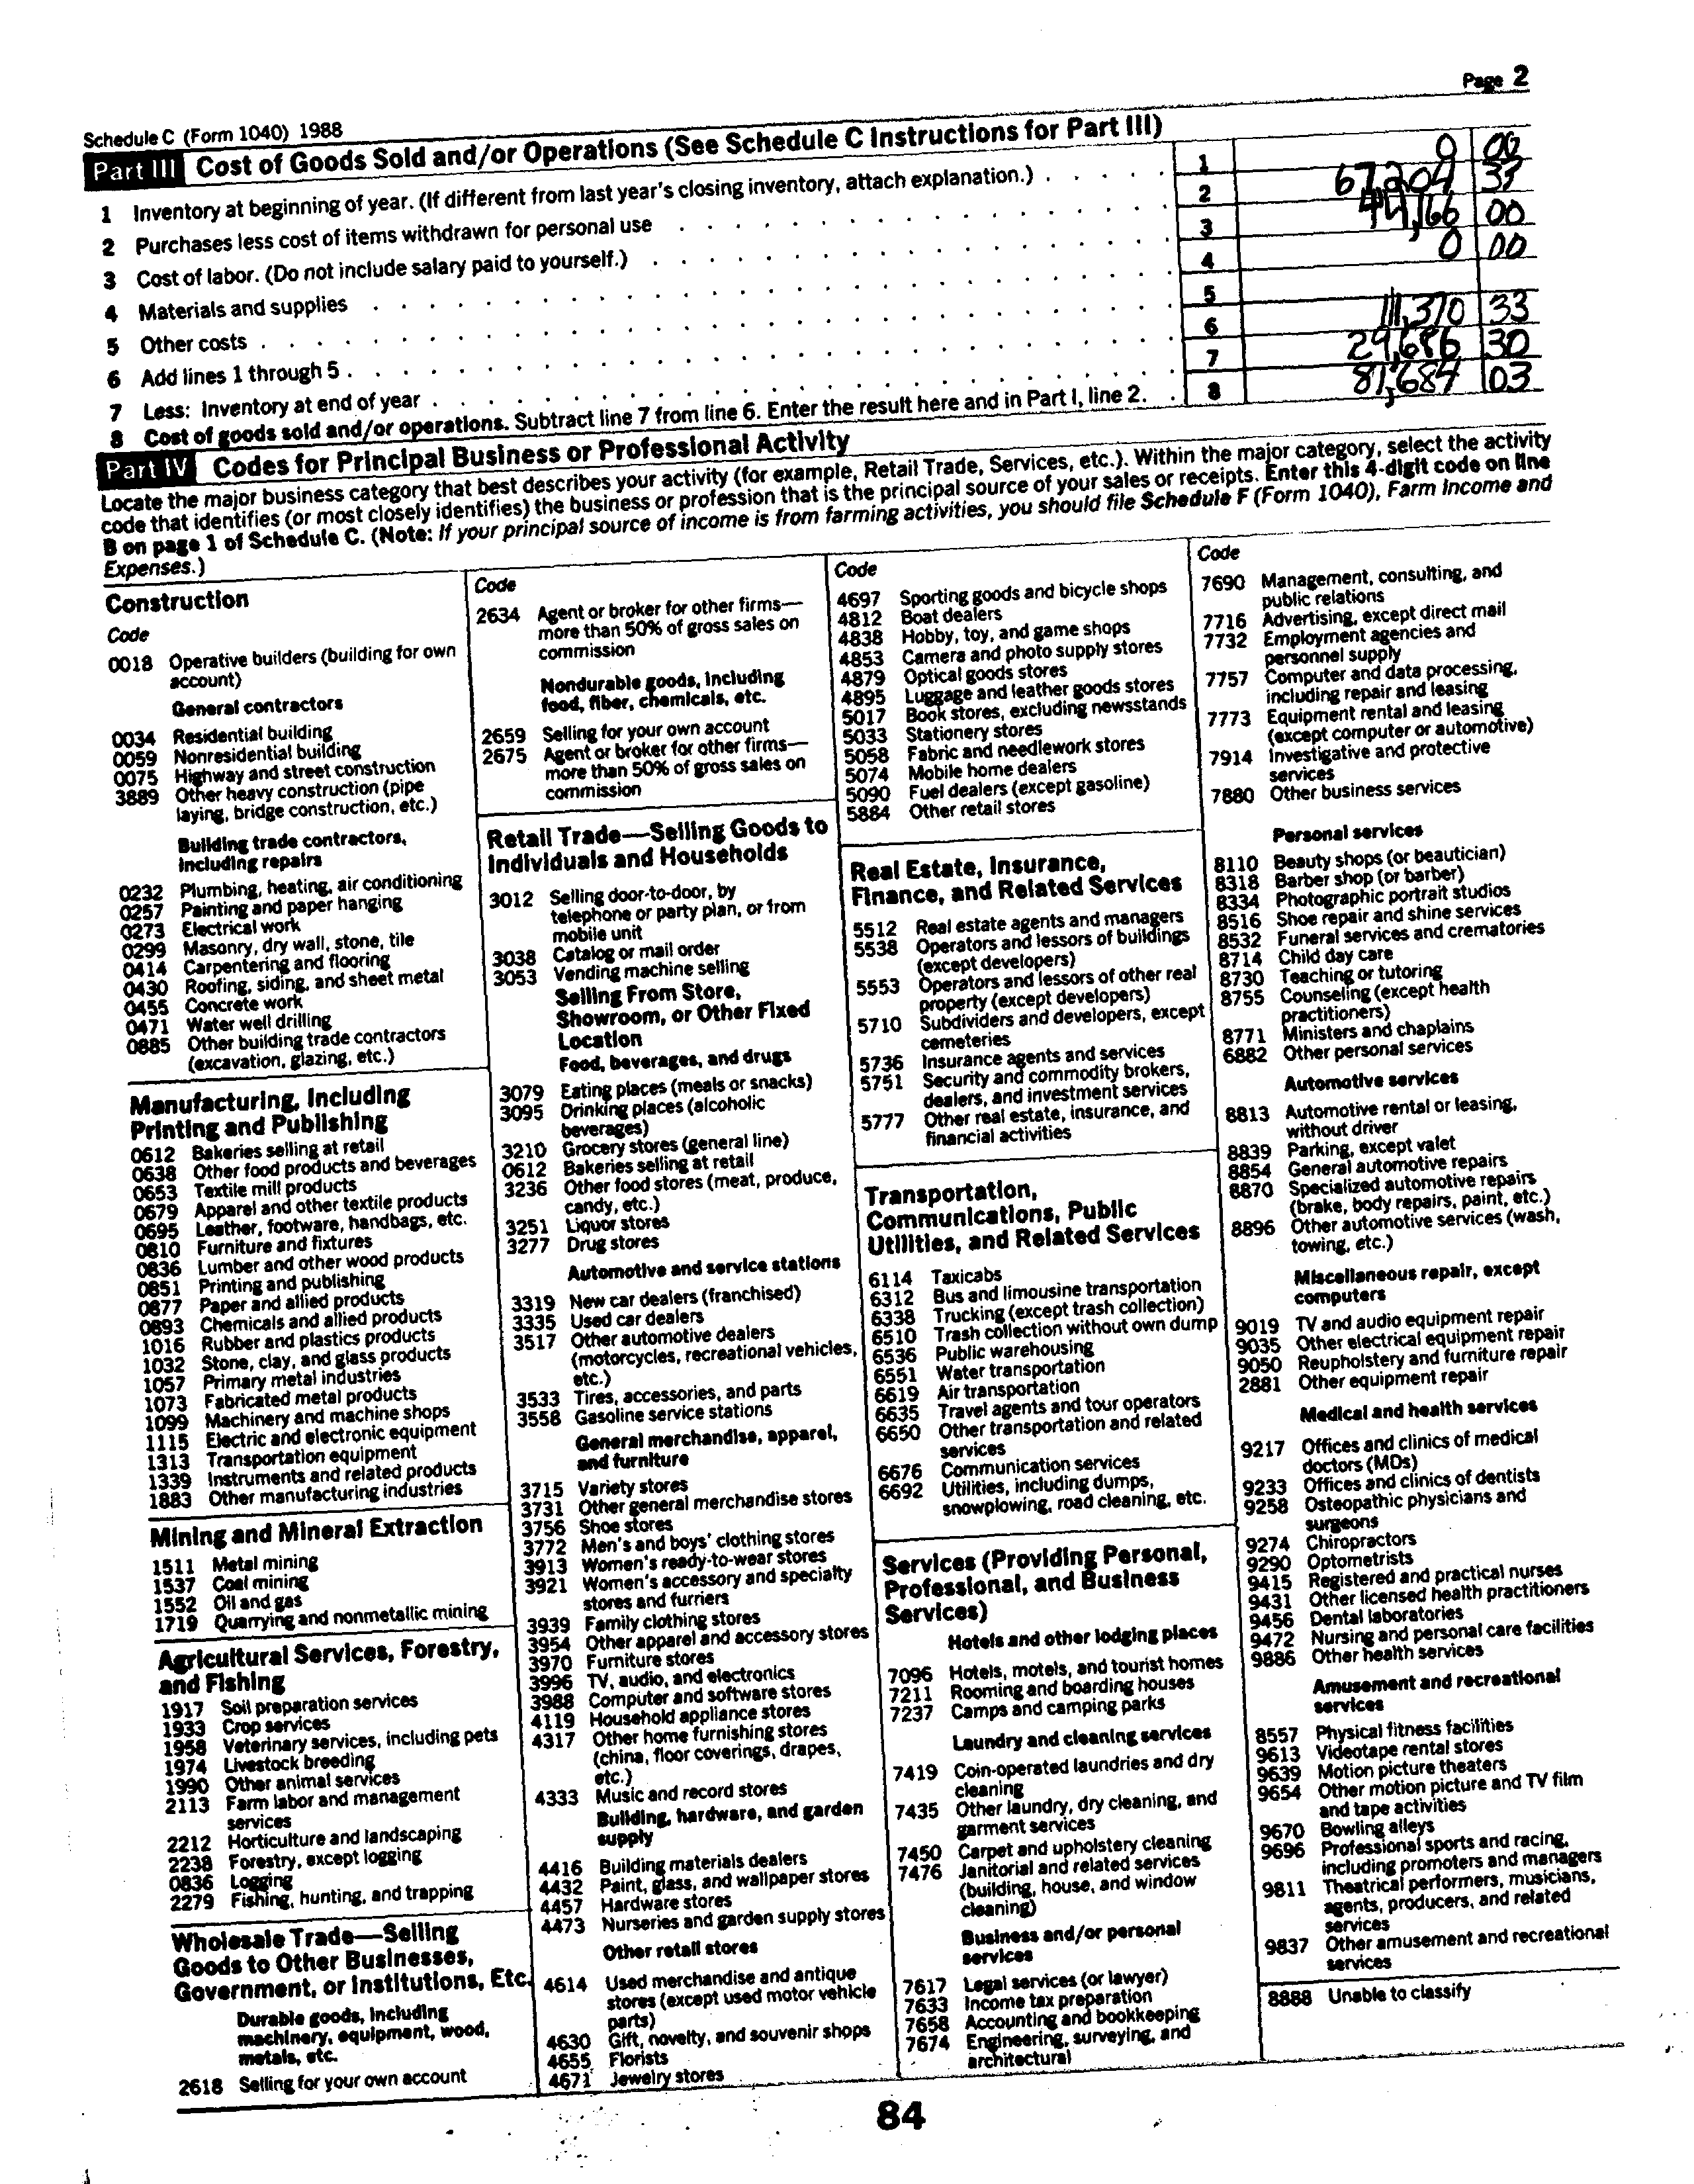 Page 2
Schedule C (Form 1040) 1988
Part III Cost of Goods Sold and/or Operations (See Schedule C Instructions for Part III)
1 Inventory at beginning of year. (If different from last year's closing inventory, attach explanation.) 1 0 00
2 Purchases less cost of items withdrawn for personal use 2 67,204 33
3 Cost of labor. (Do not include salary paid to yourself.) 3 44,166 00
4 Materials and supplies 4 0 00
5 Other costs 5
6 Add lines 1 through 5 6 111,370 33
7 Less: Inventory at end of year 7 29,686 30
8 Cost of goods sold and/or operations. Subtract line 7 from line 6. Enter the result here and in Part I, line 2. 8 81,684 03
Part IV Codes for Principal Business or Professional Activity
Locate the major business category that best describes your activity (for example, Retail Trade, Services, etc.). Within the major category, select the activity
code that identifies (or most closely identifies) the business or profession that is the principal source of your sales or receipts. Enter this 4-digit code on line
B on page 1 of Schedule C. (Note: If your principal source of income is from farming activities, you should file Schedule F (Form 1040), Farm Income and
Expenses.)
Construction
Code
0018 Operative builders (building for own
account)
General contractors
0034 Residential building
0059 Nonresidential building
0075 Highway and street construction
3889 Other heavy construction (pipe
laying, bridge construction, etc.)
Building trade contractors,
including repairs
0232 Plumbing, heating, air conditioning
0257 Painting and paper hanging
0273 Electrical work
0299 Masonry, dry wall, stone, tile
0414 Carpentering and flooring
0430 Roofing, siding, and sheet metal
0455 Concrete work
0471 Water well drilling
0885 Other building trade contractors
(excavation, glazing, etc.)
Manufacturing, Including
Printing and Publishing
0612 Bakeries selling at retail
0638 Other food products and beverages
0653 Textile mill products
0679 Apparel and other textile products
0695 Leather, footware, handbags, etc.
0810 Furniture and fixtures
0836 Lumber and other wood products
0851 Printing and publishing
0877 Paper and allied products
0893 Chemicals and allied products
1016 Rubber and plastics products
1032 Stone, clay, and glass products
1057 Primary metal industries
1073 Fabricated metal products
1099 Machinery and machine shops
1115 Electric and electronic equipment
1313 Transportation equipment
1339 Instruments and related products
1883 Other manufacturing industries
Mining and Mineral Extraction
1511 Metal mining
1537 Coal mining
1552 Oil and gas
1719 Quarrying and nonmetallic mining
Agricultural Services, Forestry,
and Fishing
1917 Soil preparation services
1933 Crop services
1958 Veterinary services, including pets
1974 Livestock breeding
1990 Other animal services
2113 Farm labor and management
services
2212 Horticulture and landscaping
2238 Forestry, except logging
0836 Logging
2279 Fishing, hunting, and trapping
Wholesale Trade—Selling
Goods to Other Businesses,
Government, or Institutions, Etc.
Durable goods, including
machinery, equipment, wood,
metals, etc.
2618 Selling for your own account
Code
2634 Agent or broker for other firms—
more than 50% of gross sales on
commission
Nondurable goods, including
food, fiber, chemicals, etc.
2659 Selling for your own account
2675 Agent or broker for other firms—
more than 50% of gross sales on
commission
Retail Trade—Selling Goods to
Individuals and Households
3012 Selling door-to-door, by
telephone or party plan, or from
mobile unit
3038 Catalog or mail order
3053 Vending machine selling
Selling From Store,
Showroom, or Other Fixed
Location
Food, beverages, and drugs
3079 Eating places (meals or snacks)
3095 Drinking places (alcoholic
beverages)
3210 Grocery stores (general line)
0612 Bakeries selling at retail
3236 Other food stores (meat, produce,
candy, etc.)
3251 Liquor stores
3277 Drug stores
Automotive and service stations
3319 New car dealers (franchised)
3335 Used car dealers
3517 Other automotive dealers
(motorcycles, recreational vehicles,
etc.)
3533 Tires, accessories, and parts
3558 Gasoline service stations
General merchandise, apparel,
and furniture
3715 Variety stores
3731 Other general merchandise stores
3756 Shoe stores
3772 Men's and boys' clothing stores
3913 Women's ready-to-wear stores
3921 Women's accessory and specialty
stores and furriers
3939 Family clothing stores
3954 Other apparel and accessory stores
3970 Furniture stores
3996 TV, audio, and electronics
3988 Computer and software stores
4119 Household appliance stores
4317 Other home furnishing stores
(china, floor coverings, drapes,
etc.)
4333 Music and record stores
Building, hardware, and garden
supply
4416 Building materials dealers
4432 Paint, glass, and wallpaper stores
4457 Hardware stores
4473 Nurseries and garden supply stores
Other retail stores
4614 Used merchandise and antique
stores (except used motor vehicle
parts)
4630 Gift, novelty, and souvenir shops
4655 Florists
4671 Jewelry stores
Code
4697 Sporting goods and bicycle shops
4812 Boat dealers
4838 Hobby, toy, and game shops
4853 Camera and photo supply stores
4879 Optical goods stores
4895 Luggage and leather goods stores
5017 Book stores, excluding newsstands
5033 Stationery stores
5058 Fabric and needlework stores
5074 Mobile home dealers
5090 Fuel dealers (except gasoline)
5884 Other retail stores
Real Estate, Insurance,
Finance, and Related Services
5512 Real estate agents and managers
5538 Operators and lessors of buildings
(except developers)
5553 Operators and lessors of other real
property (except developers)
5710 Subdividers and developers, except
cemeteries
5736 Insurance agents and services
5751 Security and commodity brokers,
dealers, and investment services
5777 Other real estate, insurance, and
financial activities
Transportation,
Communications, Public
Utilities, and Related Services
6114 Taxicabs
6312 Bus and limousine transportation
6338 Trucking (except trash collection)
6510 Trash collection without own dump
6536 Public warehousing
6551 Water transportation
6619 Air transportation
6635 Travel agents and tour operators
6650 Other transportation and related
services
6676 Communication services
6692 Utilities, including dumps,
snowplowing, road cleaning, etc.
Services (Providing Personal,
Professional, and Business
Services)
Hotels and other lodging places
7096 Hotels, motels, and tourist homes
7211 Rooming and boarding houses
7237 Camps and camping parks
Laundry and cleaning services
7419 Coin-operated laundries and dry
cleaning
7435 Other laundry, dry cleaning, and
garment services
7450 Carpet and upholstery cleaning
7476 Janitorial and related services
(building, house, and window
cleaning)
Business and/or personal
services
7617 Legal services (or lawyer)
7633 Income tax preparation
7658 Accounting and bookkeeping
7674 Engineering, surveying, and
architectural
Code
7690 Management, consulting, and
public relations
7716 Advertising, except direct mail
7732 Employment agencies and
personnel supply
7757 Computer and data processing,
including repair and leasing
7773 Equipment rental and leasing
(except computer or automotive)
7914 Investigative and protective
services
7880 Other business services
Personal services
8110 Beauty shops (or beautician)
8318 Barber shop (or barber)
8334 Photographic portrait studios
8516 Shoe repair and shine services
8532 Funeral services and crematories
8714 Child day care
8730 Teaching or tutoring
8755 Counseling (except health
practitioners)
8771 Ministers and chaplains
6882 Other personal services
Automotive services
8813 Automotive rental or leasing,
without driver
8839 Parking, except valet
8854 General automotive repairs
8870 Specialized automotive repairs
(brake, body repairs, paint, etc.)
8896 Other automotive services (wash,
towing, etc.)
Miscellaneous repair, except
computers
9019 TV and audio equipment repair
9035 Other electrical equipment repair
9050 Reupholstery and furniture repair
2881 Other equipment repair
Medical and health services
9217 Offices and clinics of medical
doctors (MDs)
9233 Offices and clinics of dentists
9258 Osteopathic physicians and
surgeons
9274 Chiropractors
9290 Optometrists
9415 Registered and practical nurses
9431 Other licensed health practitioners
9456 Dental laboratories
9472 Nursing and personal care facilities
9886 Other health services
Amusement and recreational
services
8557 Physical fitness facilities
9613 Videotape rental stores
9639 Motion picture theaters
9654 Other motion picture and TV film
and tape activities
9670 Bowling alleys
9696 Professional sports and racing,
including promoters and managers
9811 Theatrical performers, musicians,
agents, producers, and related
services
9837 Other amusement and recreational
services
8888 Unable to classify
84